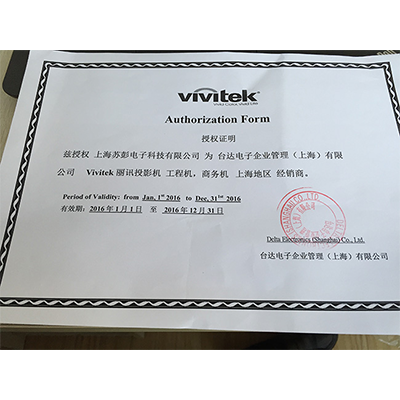 vivitek
Vivid Color, Vivid Life
Authorization Form
授权证明
兹授权 上海苏彭电子科技有限公司 为 台达电子企业管理（上海）有限
公司 Vivitek 丽讯投影机 工程机，商务机 上海地区 经销商。
Period of Validity: from Jan, 1st 2016 to Dec, 31st 2016
有效期: 2016 年 1 月 1 日 至 2016 年 12 月 31 日
Delta Electronics (Shanghai) Co., Ltd.
台达电子企业管理（上海）有限公司